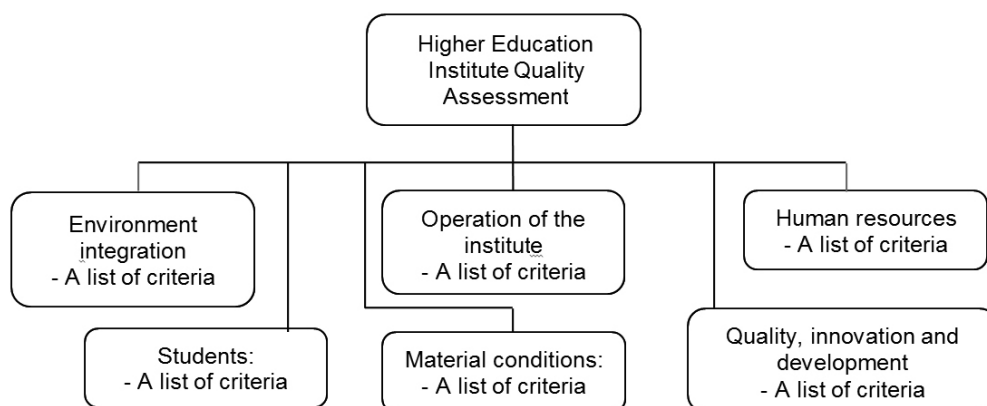 Higher Education
Institute Quality
Assessment
Environment
integration
- A list of criteria
Operation of the
institute
- A list of criteria
Human resources
- A list of criteria
Students:
- A list of criteria
Material conditions:
- A list of criteria
Quality, innovation and
development
- A list of criteria